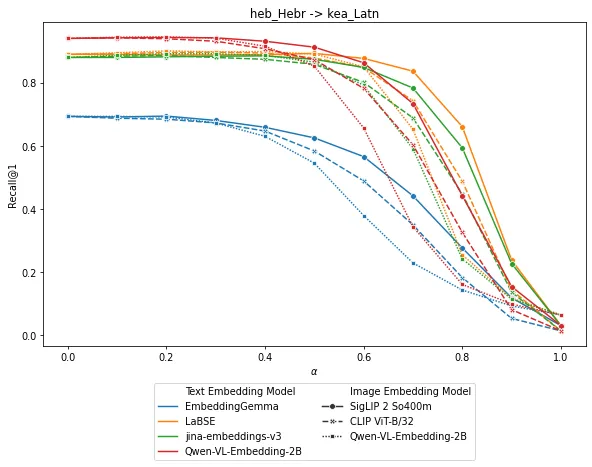 heb_Hebr -> kea_Latn
Recall@1
0.8
0.6
0.4
0.2
0.0
0.0 0.2 0.4 0.6 0.8 1.0
α
Text Embedding Model
EmbeddingGemma
LaBSE
jina-embeddings-v3
Qwen-VL-Embedding-2B
Image Embedding Model
SigLIP 2 So400m
CLIP ViT-B/32
Qwen-VL-Embedding-2B